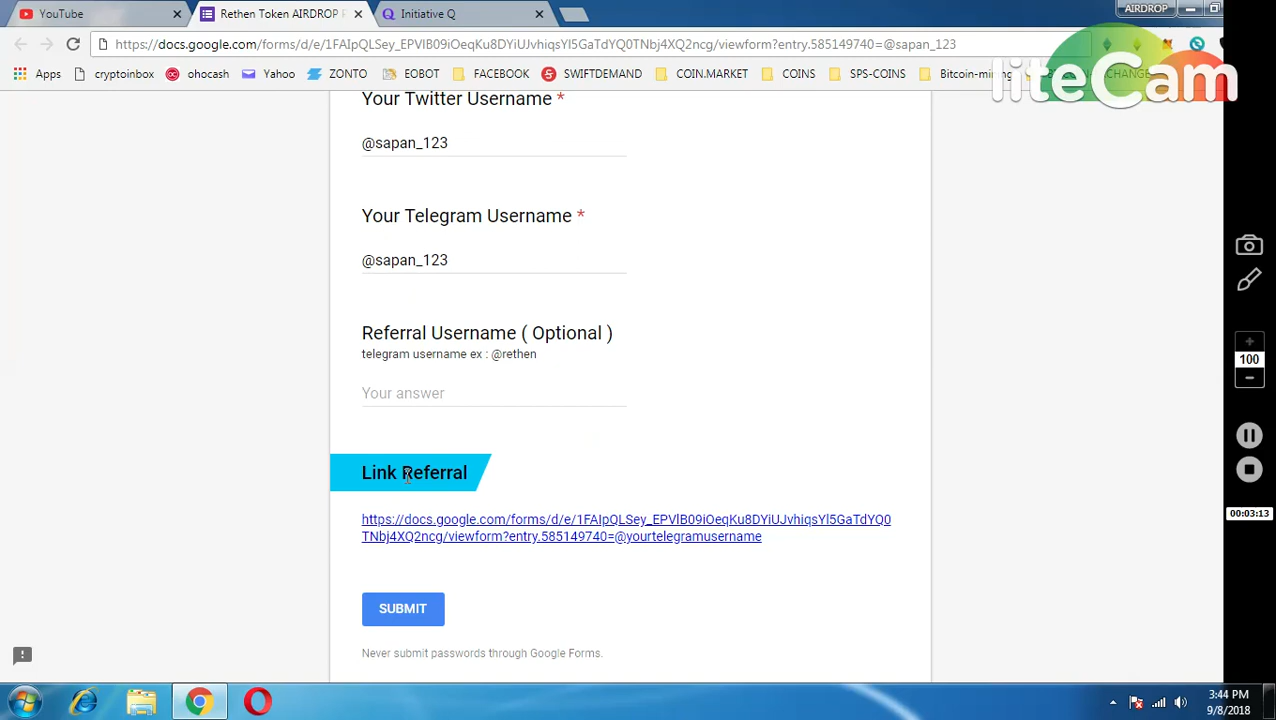 YouTube
Rethen Token AIRDROP
Initiative Q
AIRDROP
https://docs.google.com/forms/d/e/1FAIpQLSey_EPVlB09iOeqKu8DYiUJvhiqsYl5GaTdYQ0TNbj4XQ2ncg/viewform?entry.585149740=@sapan_123
Apps
cryptoinbox
ohocash
Yahoo
ZONTO
EOBOT
FACEBOOK
SWIFTDEMAND
COIN.MARKET
COINS
SPS-COINS
liteCam
Your Twitter Username *
@sapan_123
Your Telegram Username *
@sapan_123
Referral Username ( Optional )
telegram username ex : @rethen
Your answer
Link Referral
https://docs.google.com/forms/d/e/1FAIpQLSey_EPVlB09iOeqKu8DYiUJvhiqsYl5GaTdYQ0
TNbj4XQ2ncg/viewform?entry.585149740=@yourtelegramusername
SUBMIT
Never submit passwords through Google Forms.
100
00:03:13
3:44 PM
9/8/2018